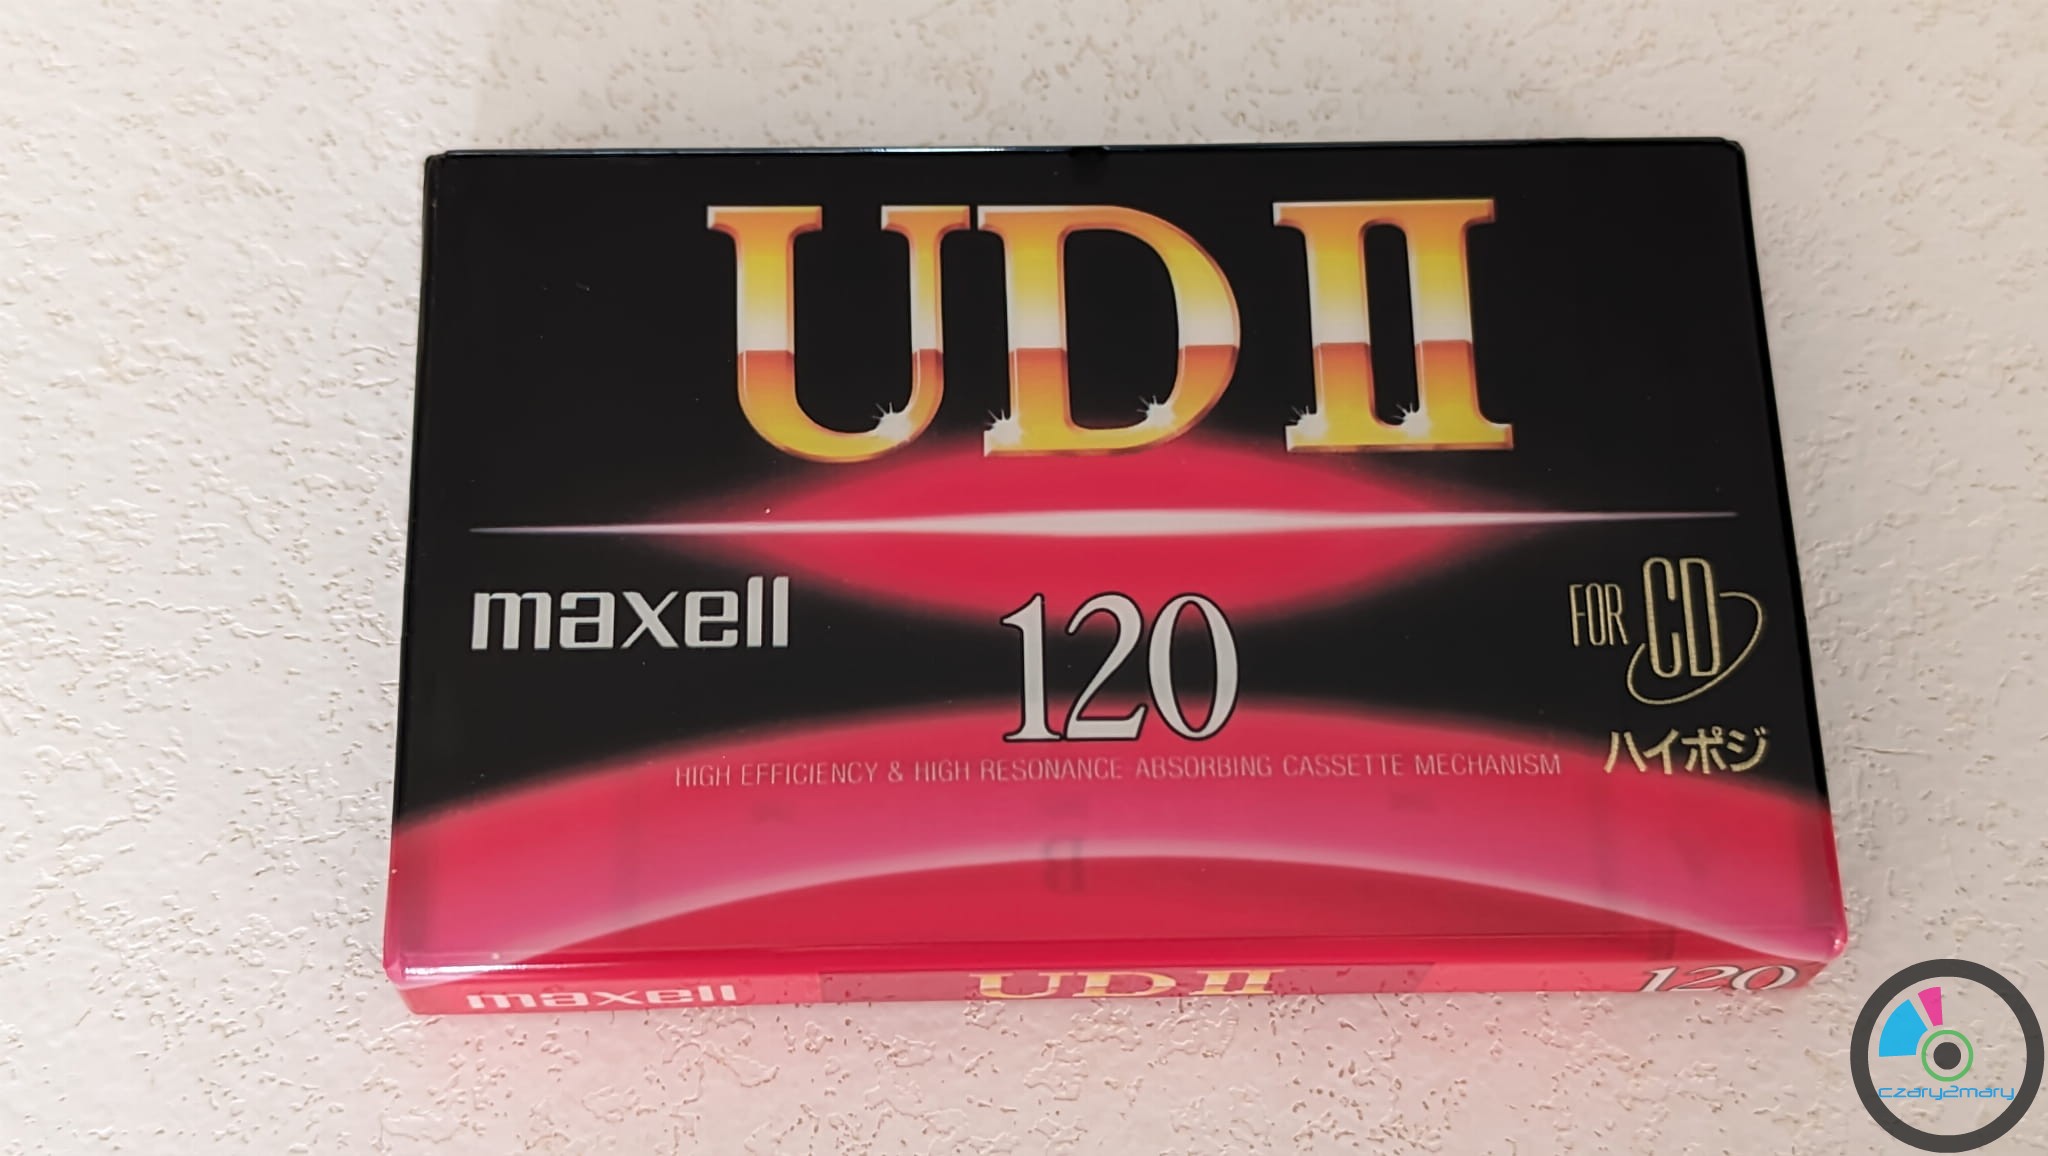 UD II
maxell
120
FOR CD
ハイポジ
HIGH EFFICIENCY & HIGH RESONANCE ABSORBING CASSETTE MECHANISM
maxell UD II 120
czary2mary